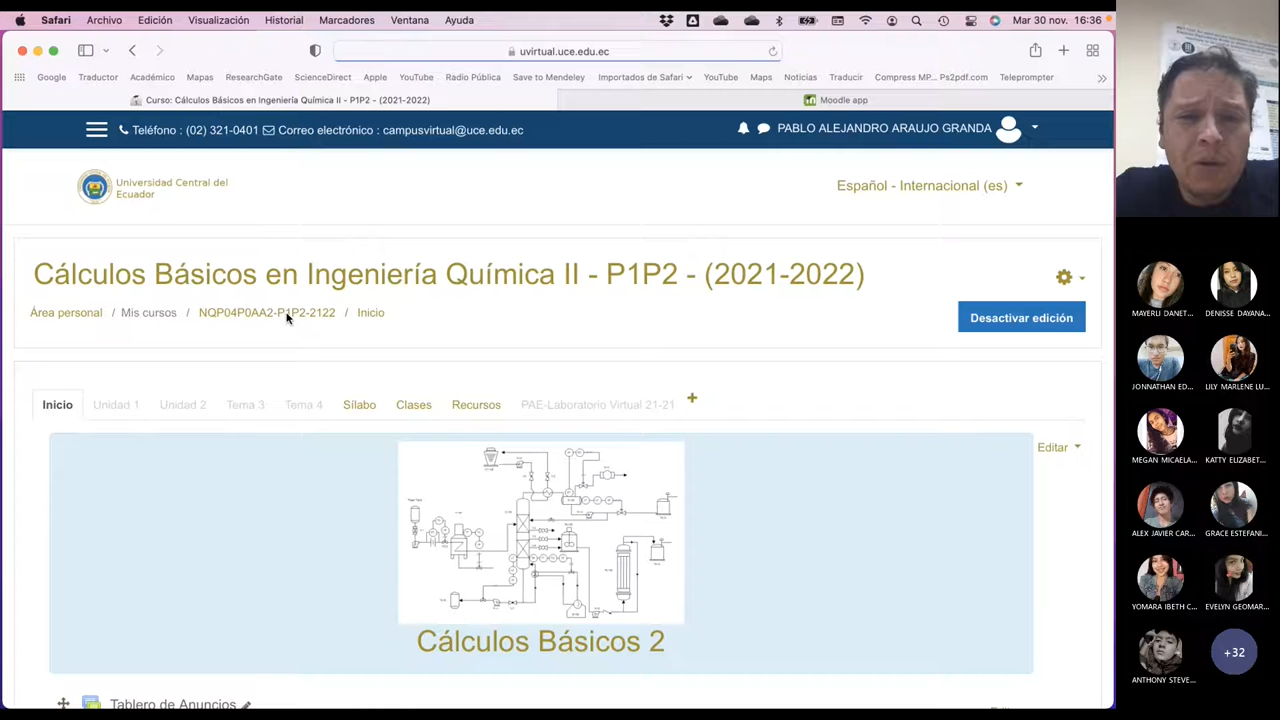 Safari Archivo Edición Visualización Historial Marcadores Ventana Ayuda Mar 30 nov. 16:36
uvirtual.uce.edu.ec
Google Traductor Académico Mapas ResearchGate ScienceDirect Apple YouTube Radio Pública Save to Mendeley Importados de Safari YouTube Maps Noticias Traducir Compress MP... Ps2pdf.com Teleprompter
Curso: Cálculos Básicos en Ingeniería Química II - P1P2 - (2021-2022)
Moodle app
Teléfono : (02) 321-0401 Correo electrónico : campusvirtual@uce.edu.ec
PABLO ALEJANDRO ARAUJO GRANDA
Universidad Central del
Ecuador
Español - Internacional (es)
Cálculos Básicos en Ingeniería Química II - P1P2 - (2021-2022)
Área personal / Mis cursos / NQP04P0AA2-P1P2-2122 / Inicio
Desactivar edición
Inicio Unidad 1 Unidad 2 Tema 3 Tema 4 Sílabo Clases Recursos PAE-Laboratorio Virtual 21-21 +
Editar
Cálculos Básicos 2
Tablero de Anuncios
MAYERLI DANET... DENISSE DAYANA...
JONNATHAN ED... LILY MARLENE LU...
MEGAN MICAELA... KATTY ELIZABET...
ALEX JAVIER CAR... GRACE ESTEFANI...
YOMARA IBETH C... EVELYN GEOMAR...
ANTHONY STEVE... +32